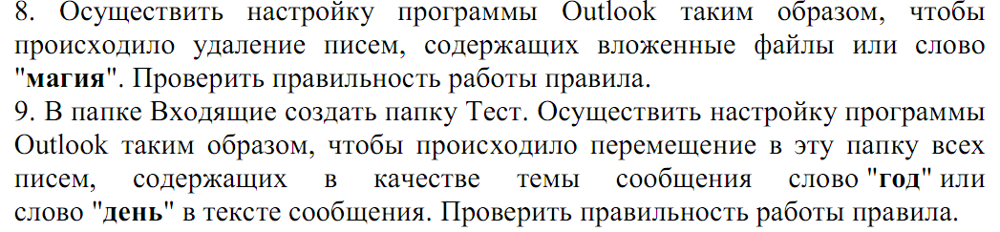 8. Осуществить настройку программы Outlook таким образом, чтобы
происходило удаление писем, содержащих вложенные файлы или слово
"магия". Проверить правильность работы правила.
9. В папке Входящие создать папку Тест. Осуществить настройку программы
Outlook таким образом, чтобы происходило перемещение в эту папку всех
писем, содержащих в качестве темы сообщения слово "год" или
слово "день" в тексте сообщения. Проверить правильность работы правила.